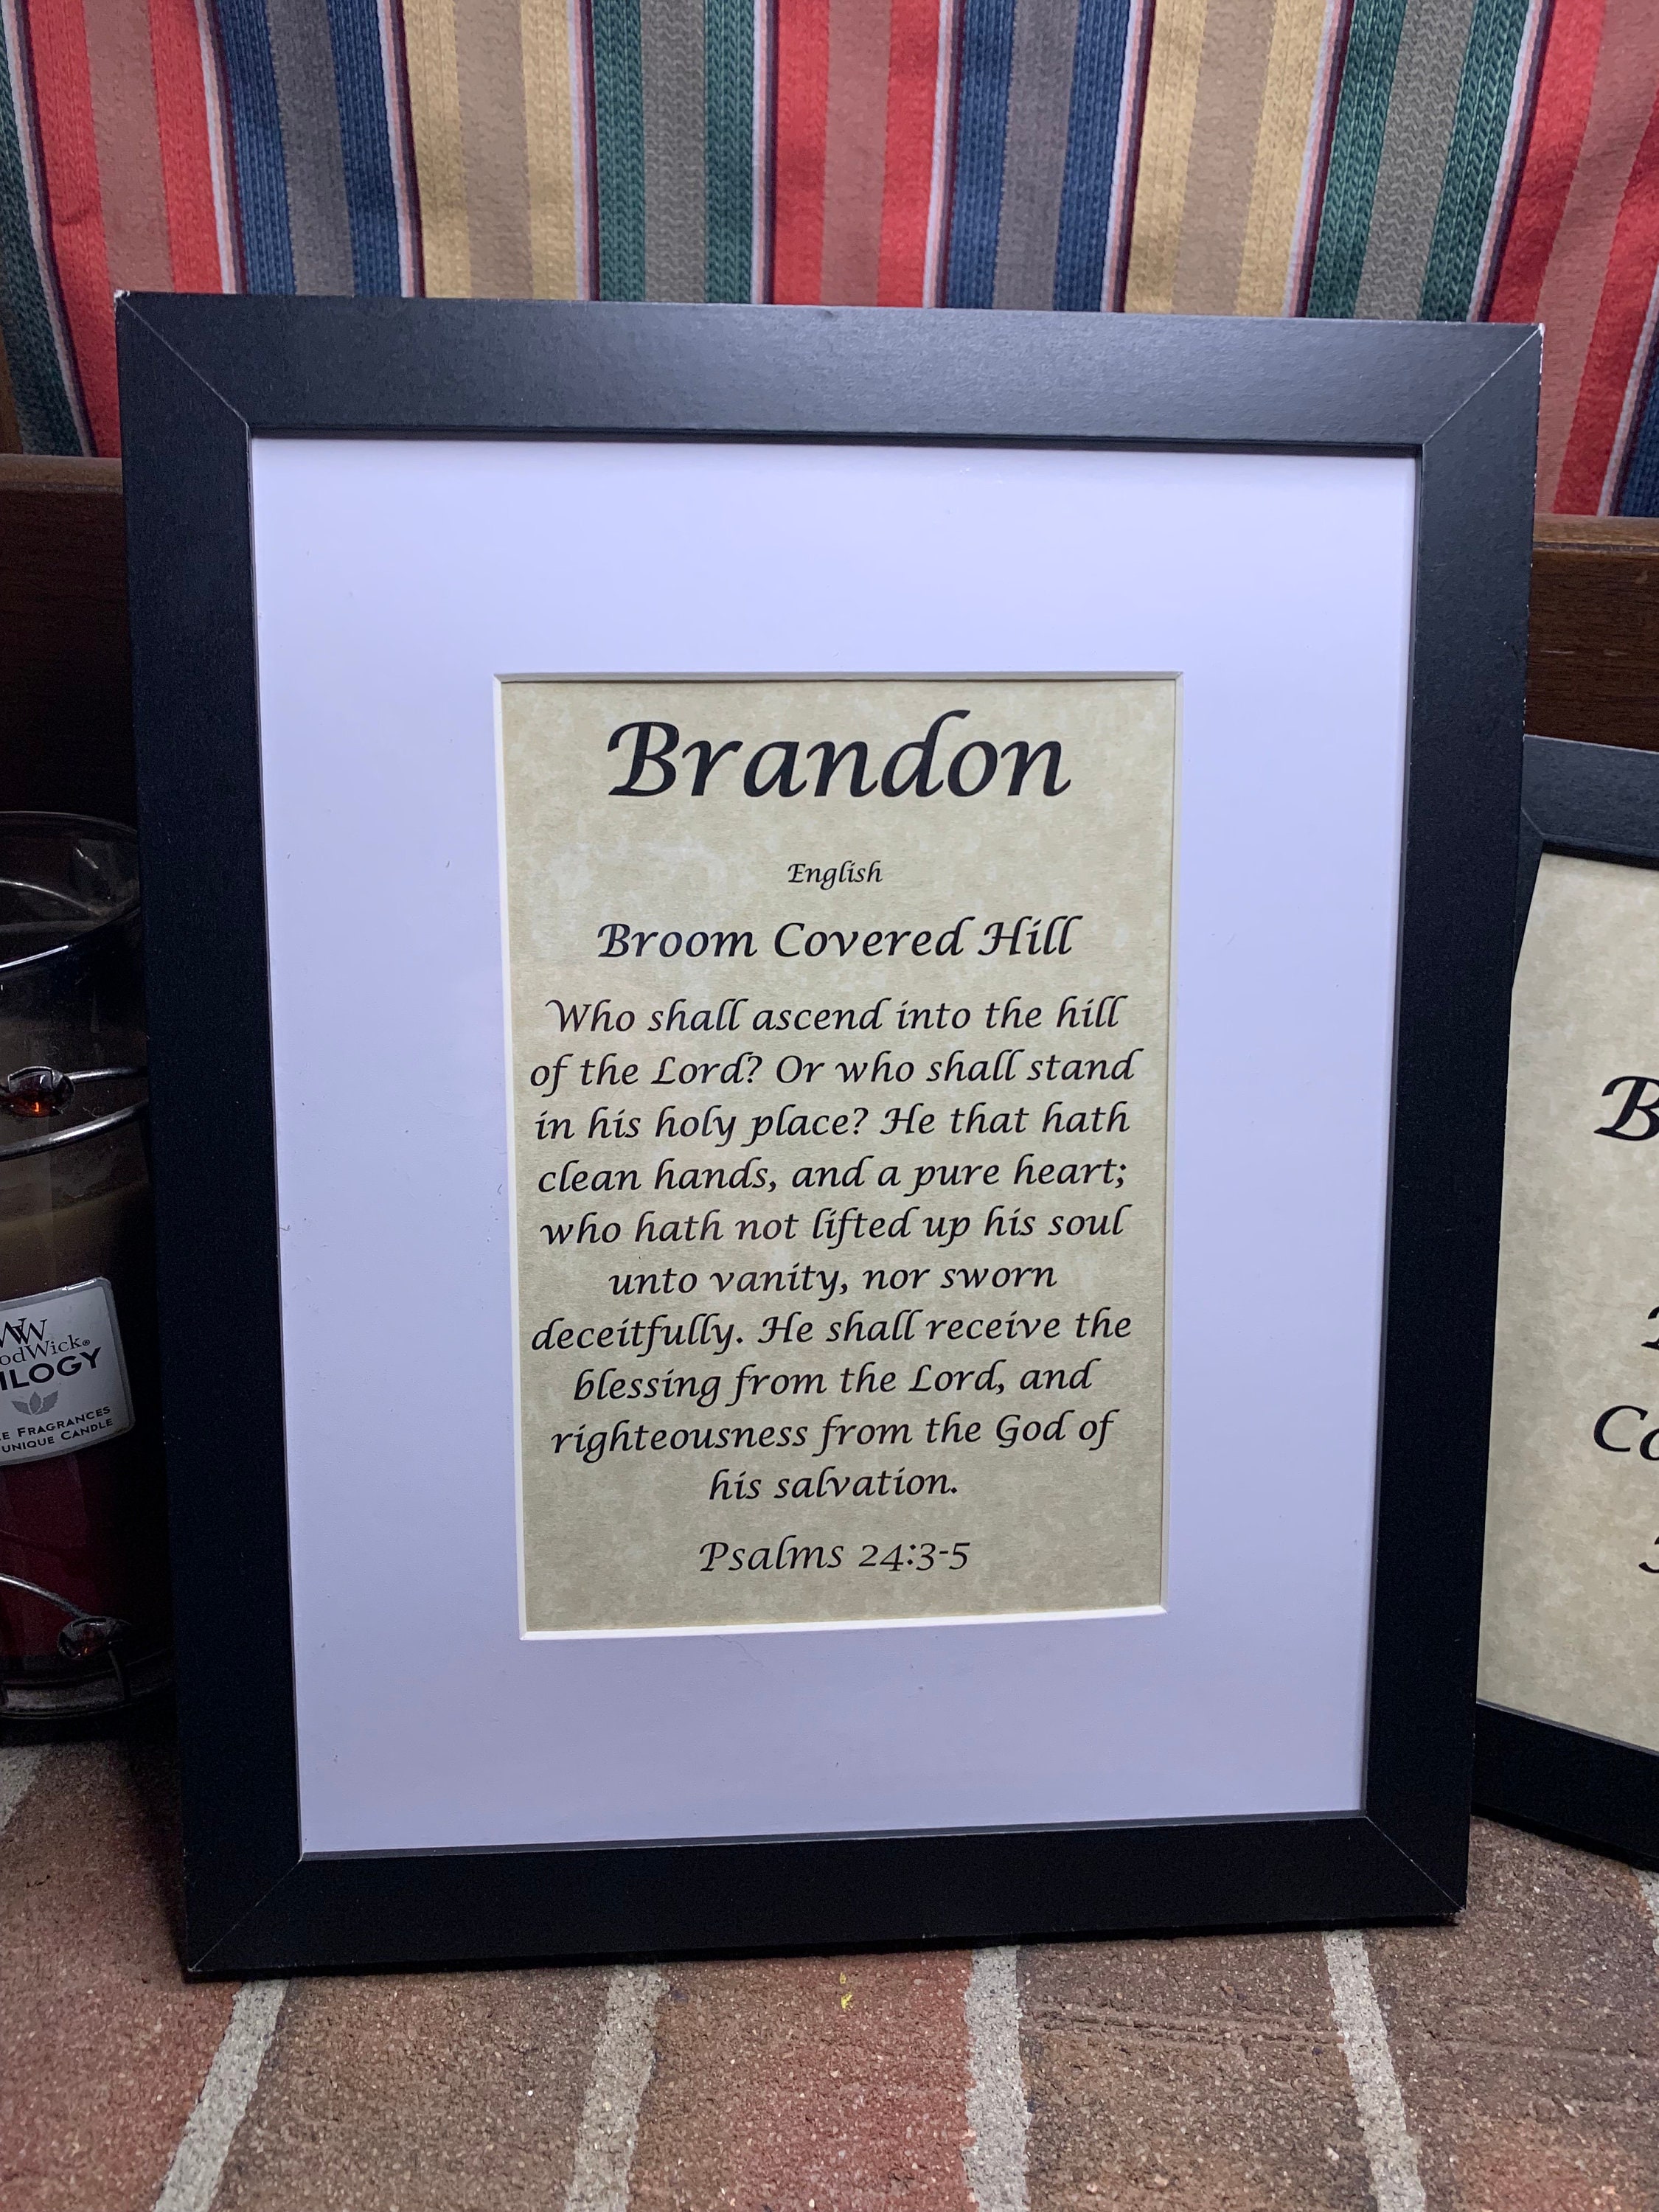 Brandon
English
Broom Covered Hill
Who shall ascend into the hill
of the Lord? Or who shall stand
in his holy place? He that hath
clean hands, and a pure heart;
who hath not lifted up his soul
unto vanity, nor sworn
deceitfully. He shall receive the
blessing from the Lord, and
righteousness from the God of
his salvation.
Psalms 24:3-5